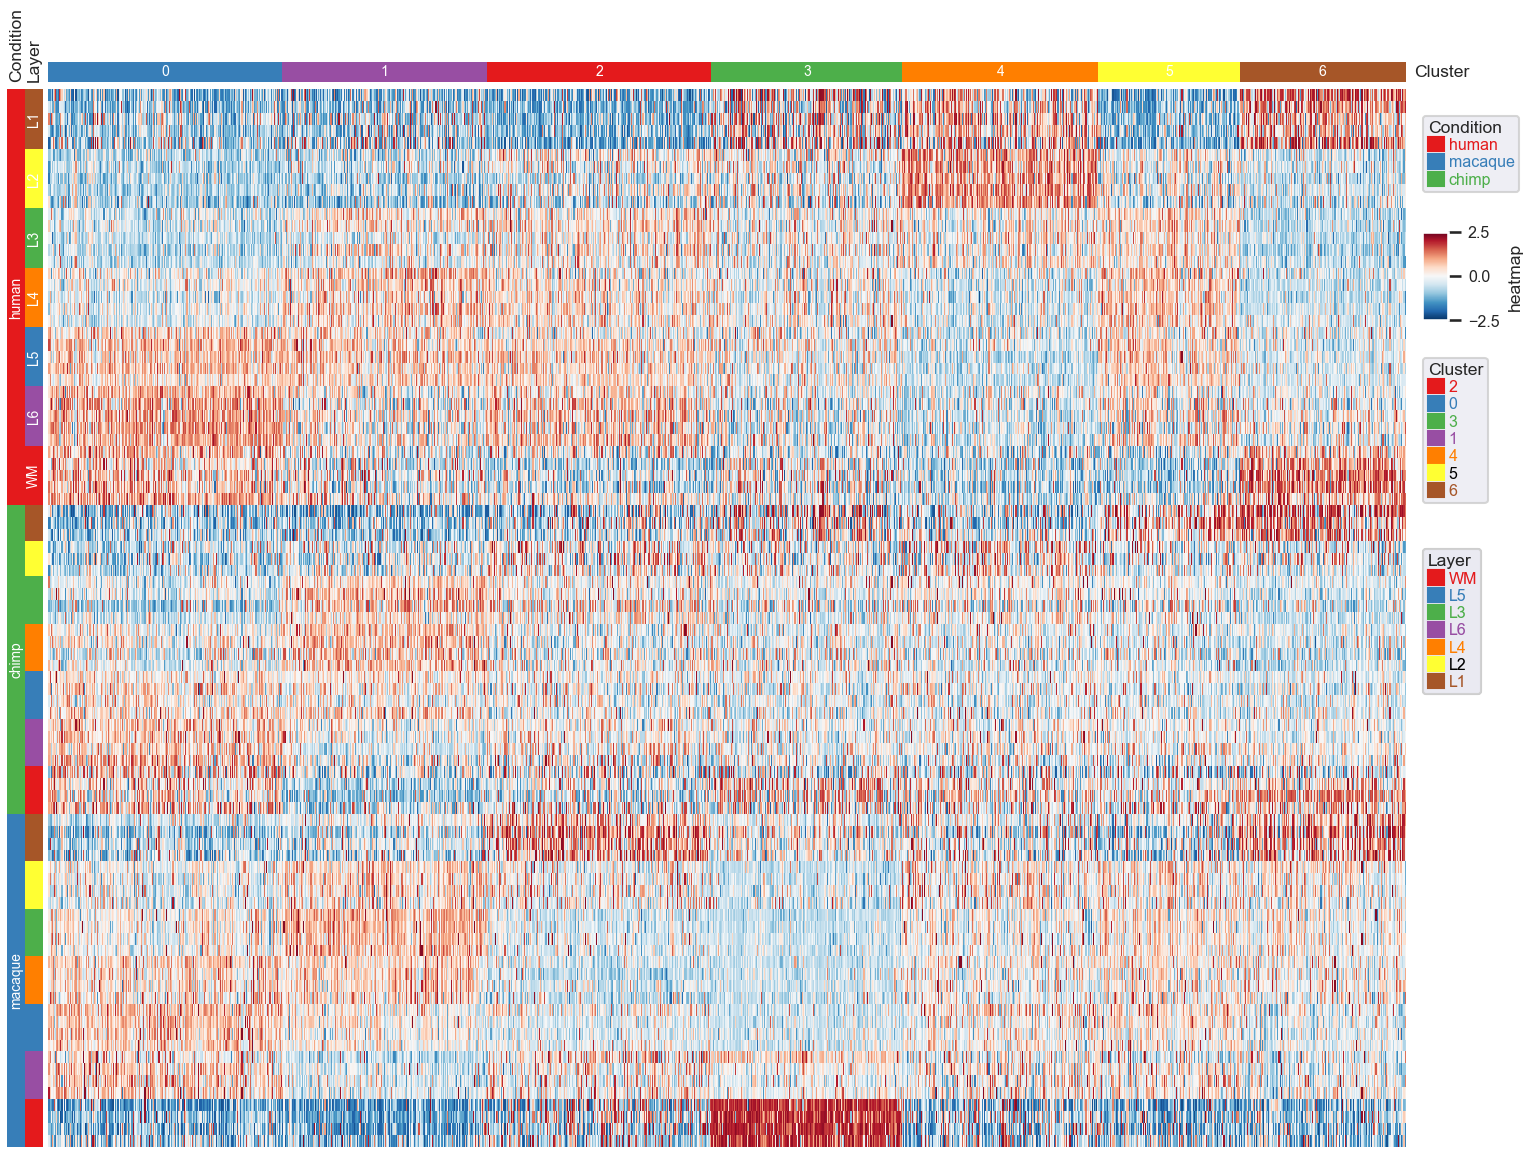 Condition
Layer
0 1 2 3 4 5 6 Cluster
L1
L2
L3
L4
L5
L6
WM
human
chimp
macaque
Condition
human
macaque
chimp
2.5
0.0
−2.5
heatmap
Cluster
2
0
3
1
4
5
6
Layer
WM
L5
L3
L6
L4
L2
L1